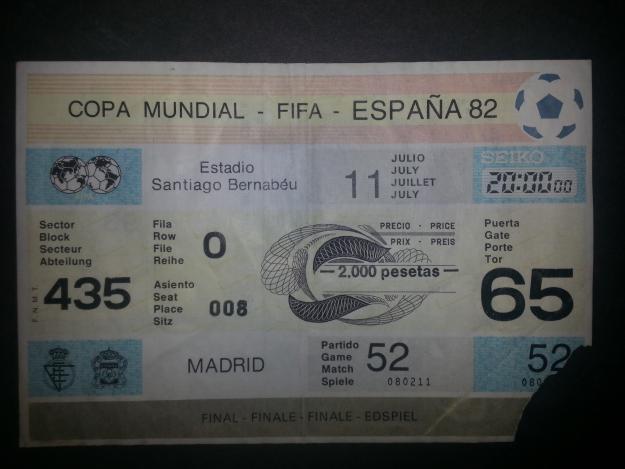 COPA MUNDIAL - FIFA - ESPAÑA 82
Estadio
Santiago Bernabéu
11
JULIO
JULY
JUILLET
JULY
SEIKO
20:00 00
Sector
Block
Secteur
Abteilung
435
F.N.M.T.
Fila
Row
File
Reihe
0
Asiento
Seat
Place
Sitz
008
PRECIO - PRICE
PRIX - PREIS
2,000 pesetas
Puerta
Gate
Porte
Tor
65
MADRID
Partido
Game
Match
Spiele
52
080211
52
080
FINAL - FINALE - FINALE - EDSPIEL